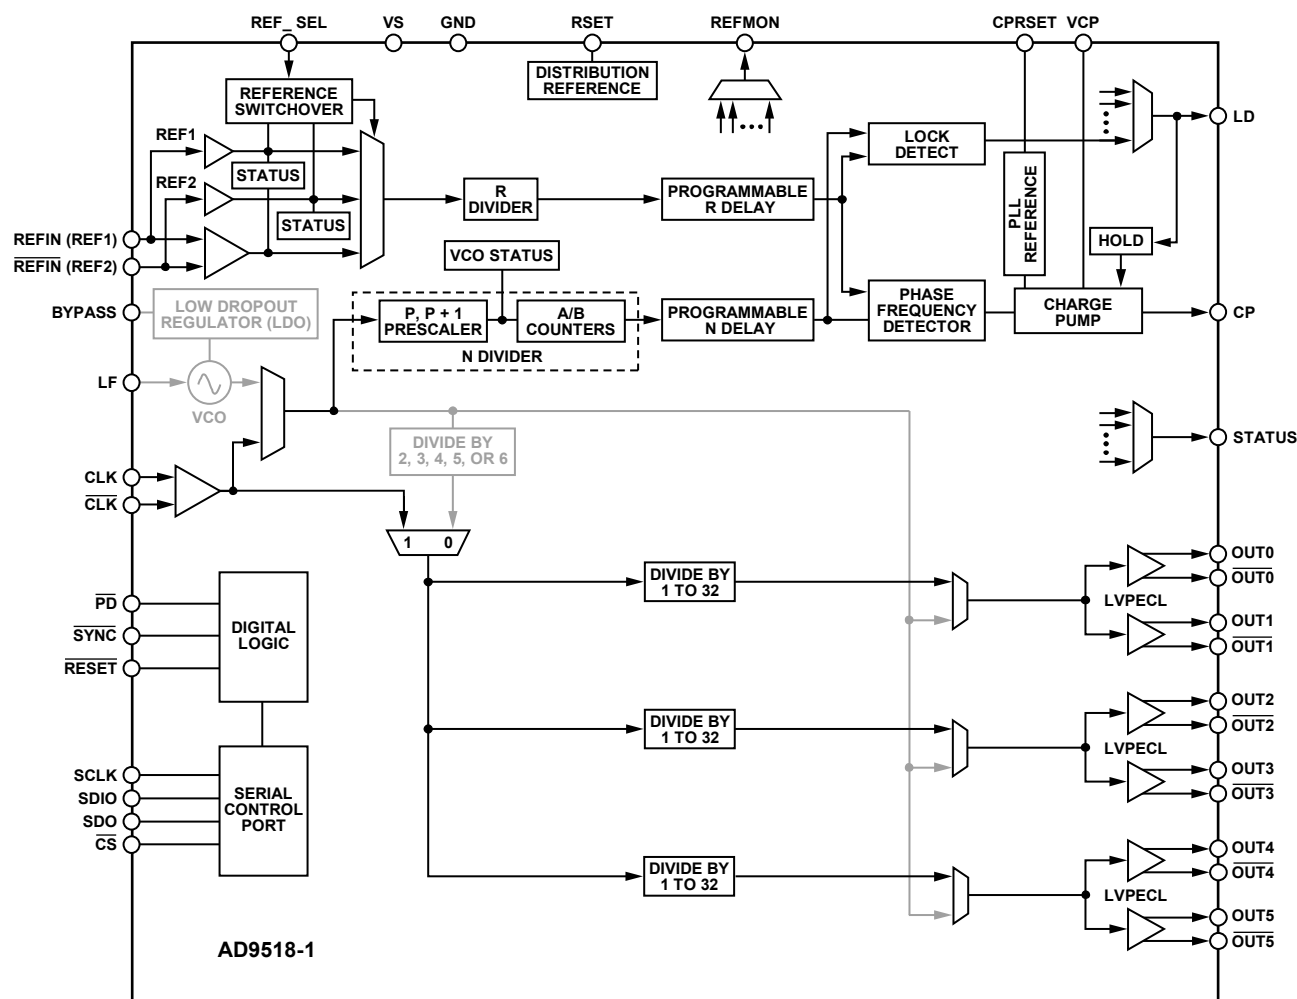 REF_SEL VS GND RSET REFMON CPRSET VCP
DISTRIBUTION
REFERENCE
REFERENCE
SWITCHOVER
REF1
STATUS
REF2
STATUS
REFIN (REF1)
REFIN (REF2)
R
DIVIDER
PROGRAMMABLE
R DELAY
LOCK
DETECT
LD
PLL
REFERENCE
HOLD
VCO STATUS
BYPASS
LOW DROPOUT
REGULATOR (LDO)
P, P + 1
PRESCALER
A/B
COUNTERS
N DIVIDER
PROGRAMMABLE
N DELAY
PHASE
FREQUENCY
DETECTOR
CHARGE
PUMP
CP
LF
VCO
DIVIDE BY
2, 3, 4, 5, OR 6
STATUS
CLK
CLK
1 0
DIVIDE BY
1 TO 32
LVPECL
OUT0
OUT0
OUT1
OUT1
PD
SYNC
RESET
DIGITAL
LOGIC
DIVIDE BY
1 TO 32
LVPECL
OUT2
OUT2
OUT3
OUT3
SCLK
SDIO
SDO
CS
SERIAL
CONTROL
PORT
DIVIDE BY
1 TO 32
LVPECL
OUT4
OUT4
OUT5
OUT5
AD9518-1